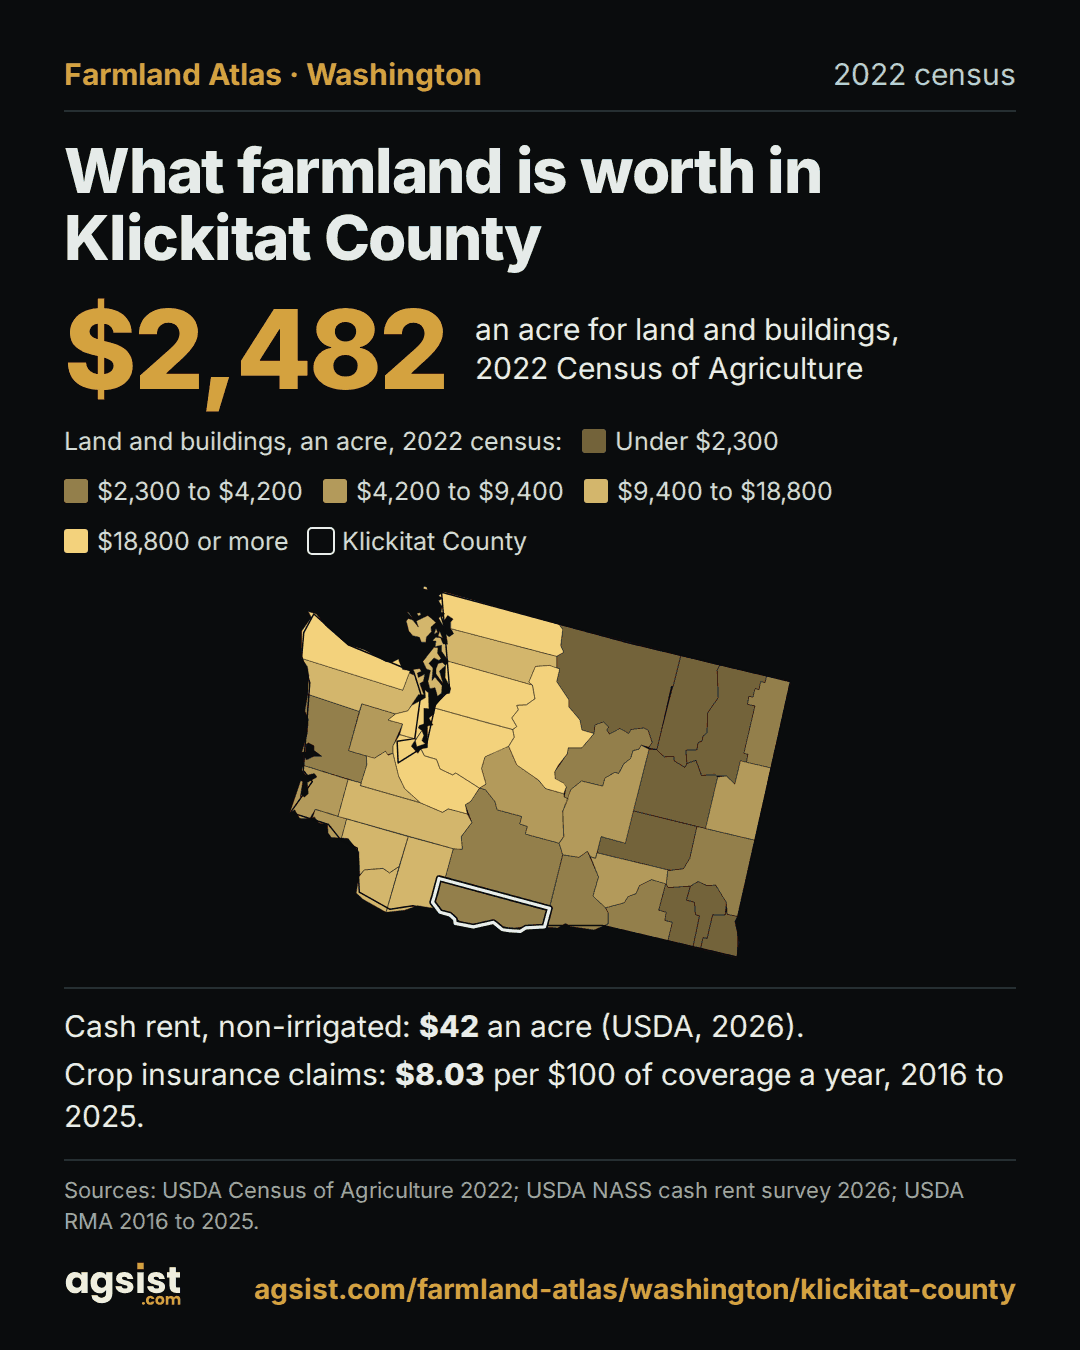 Farmland Atlas · Washington
2022 census
What farmland is worth in
Klickitat County
$2,482
an acre for land and buildings,
2022 Census of Agriculture
Land and buildings, an acre, 2022 census: Under $2,300
$2,300 to $4,200 $4,200 to $9,400 $9,400 to $18,800
$18,800 or more Klickitat County
Cash rent, non-irrigated: $42 an acre (USDA, 2026).
Crop insurance claims: $8.03 per $100 of coverage a year, 2016 to
2025.
Sources: USDA Census of Agriculture 2022; USDA NASS cash rent survey 2026; USDA
RMA 2016 to 2025.
agsist
.com
agsist.com/farmland-atlas/washington/klickitat-county